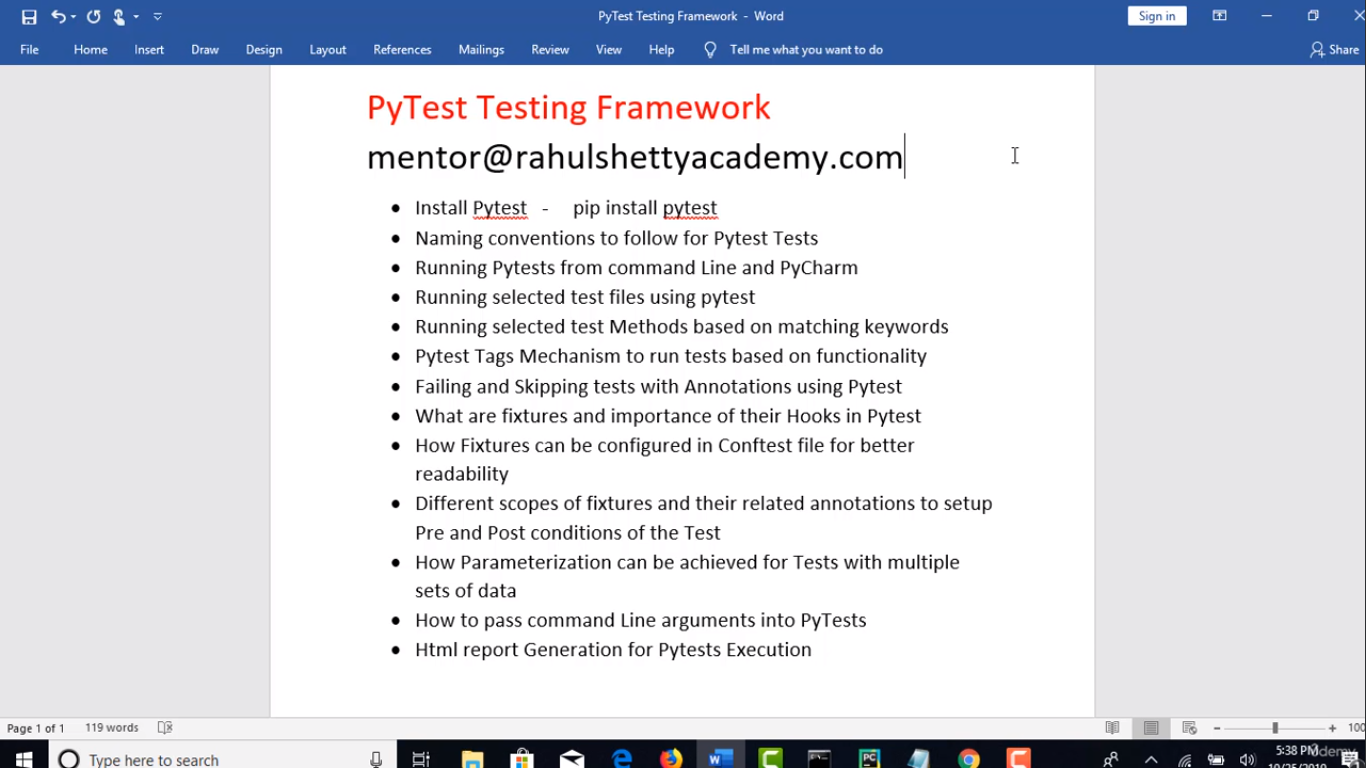 PyTest Testing Framework - Word
Sign in
File Home Insert Draw Design Layout References Mailings Review View Help Tell me what you want to do Share
PyTest Testing Framework
mentor@rahulshettyacademy.com
• Install Pytest - pip install pytest
• Naming conventions to follow for Pytest Tests
• Running Pytests from command Line and PyCharm
• Running selected test files using pytest
• Running selected test Methods based on matching keywords
• Pytest Tags Mechanism to run tests based on functionality
• Failing and Skipping tests with Annotations using Pytest
• What are fixtures and importance of their Hooks in Pytest
• How Fixtures can be configured in Conftest file for better
readability
• Different scopes of fixtures and their related annotations to setup
Pre and Post conditions of the Test
• How Parameterization can be achieved for Tests with multiple
sets of data
• How to pass command Line arguments into PyTests
• Html report Generation for Pytests Execution
Page 1 of 1 119 words 100
Type here to search
5:38 PM
10/25/2019